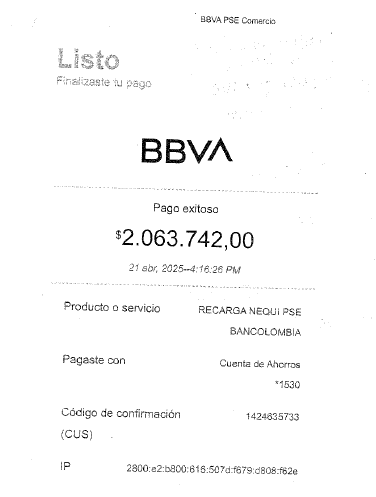 BBVA PSE Comercio
Listo
Finalizaste tu pago
BBVA
Pago exitoso
$2.063.742,00
21 abr, 2025--4:16:26 PM
Producto o servicio
RECARGA NEQUI PSE
BANCOLOMBIA
Pagaste con
Cuenta de Ahorros
*1530
Código de confirmación
(CUS)
1424635733
IP
2800:e2:b800:616:507d:f679:d808:f62e